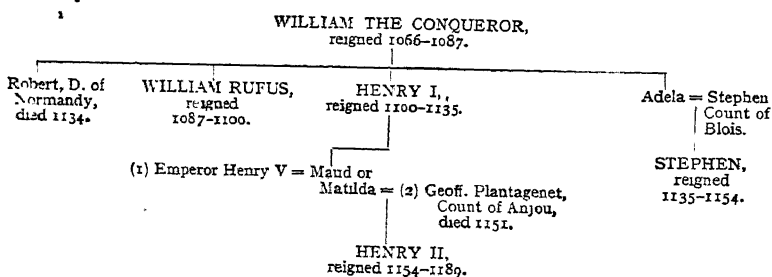 1
WILLIAM THE CONQUEROR,
reigned 1066–1087.
Robert, D. of
Normandy,
died 1134.
WILLIAM RUFUS,
reigned
1087–1100.
HENRY I,
reigned 1100–1135.
Adela = Stephen
Count of
Blois.
STEPHEN,
reigned
1135–1154.
(1) Emperor Henry V = Maud or
Matilda = (2) Geoff. Plantagenet,
Count of Anjou,
died 1151.
HENRY II,
reigned 1154–1189.